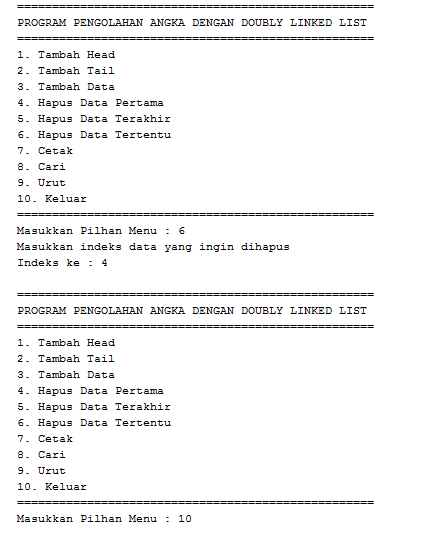 ===================================================
PROGRAM PENGOLAHAN ANGKA DENGAN DOUBLY LINKED LIST
===================================================
1. Tambah Head
2. Tambah Tail
3. Tambah Data
4. Hapus Data Pertama
5. Hapus Data Terakhir
6. Hapus Data Tertentu
7. Cetak
8. Cari
9. Urut
10. Keluar
===================================================
Masukkan Pilhan Menu : 6
Masukkan indeks data yang ingin dihapus
Indeks ke : 4
===================================================
PROGRAM PENGOLAHAN ANGKA DENGAN DOUBLY LINKED LIST
===================================================
1. Tambah Head
2. Tambah Tail
3. Tambah Data
4. Hapus Data Pertama
5. Hapus Data Terakhir
6. Hapus Data Tertentu
7. Cetak
8. Cari
9. Urut
10. Keluar
===================================================
Masukkan Pilhan Menu : 10